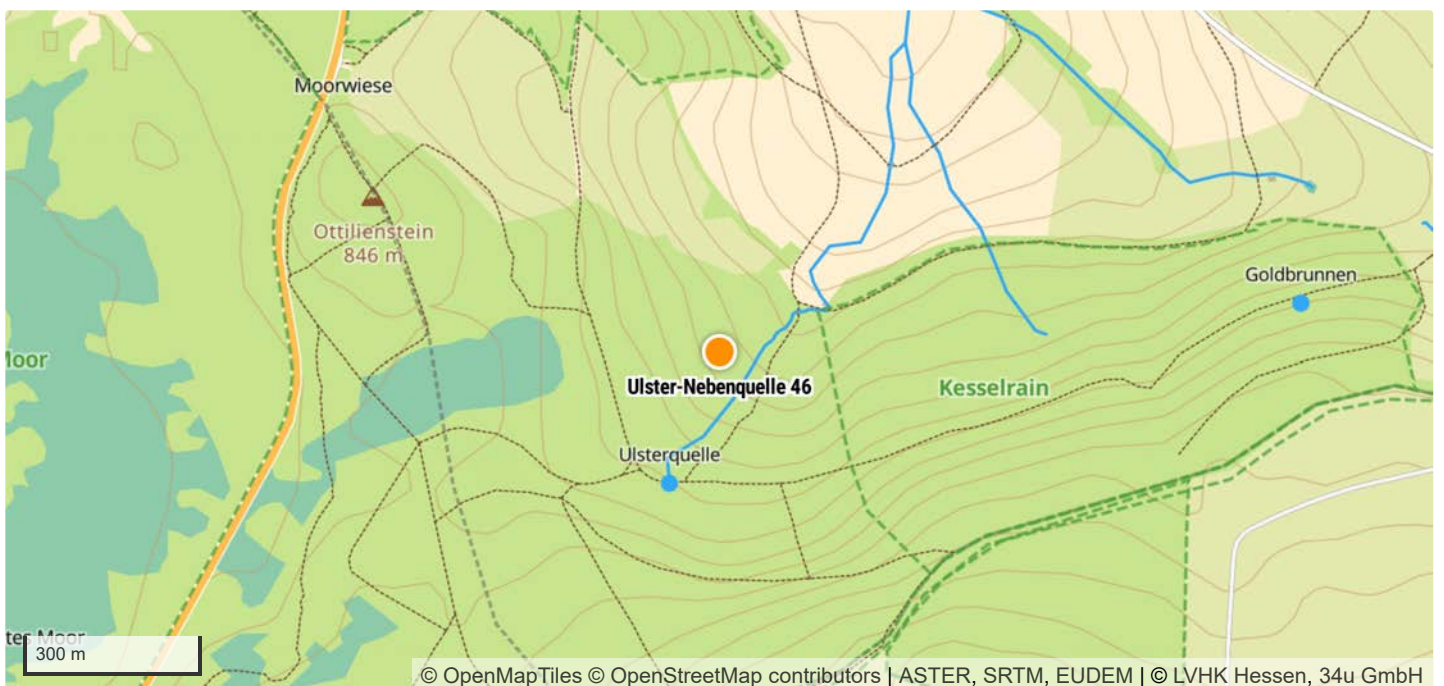 Moorwiese
Ottilienstein
846 m
Goldbrunnen
Moor
Ulster-Nebenquelle 46
Kesselrain
Ulsterquelle
tes Moor
300 m
© OpenMapTiles © OpenStreetMap contributors | ASTER, SRTM, EUDEM | © LVHK Hessen, 34u GmbH